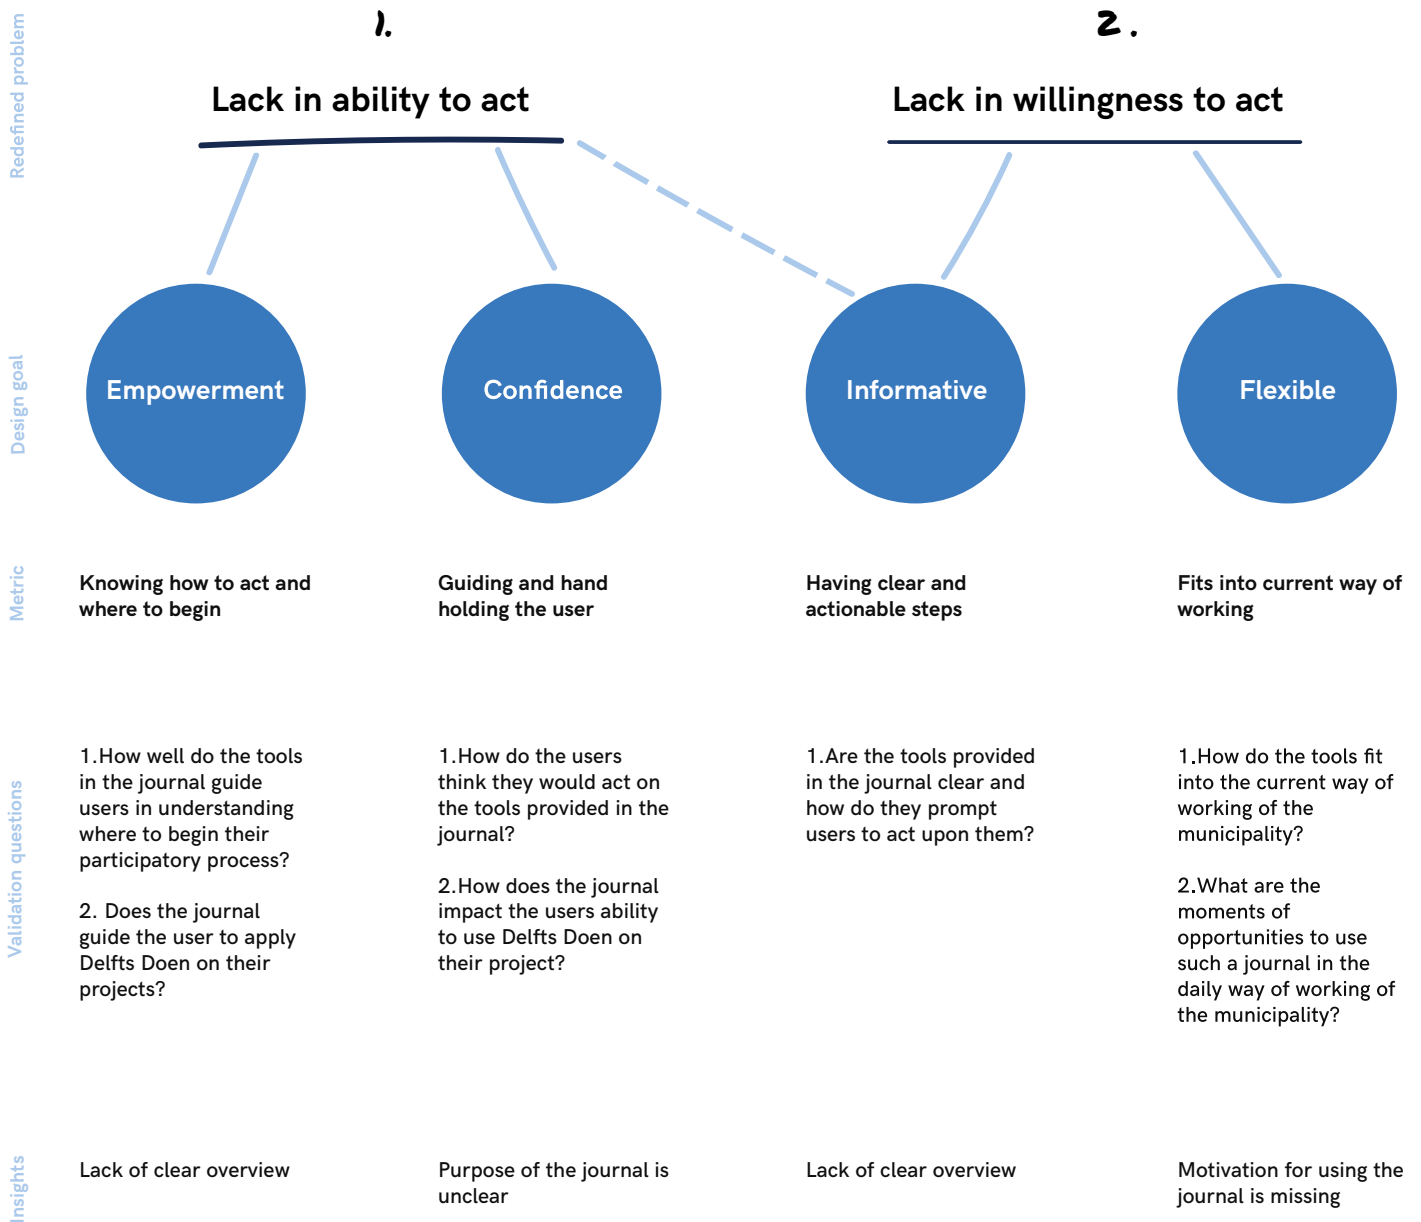 Redefined problem
1.
2.
Lack in ability to act
Lack in willingness to act
Design goal
Empowerment
Confidence
Informative
Flexible
Metric
Knowing how to act and
where to begin
Guiding and hand
holding the user
Having clear and
actionable steps
Fits into current way of
working
Validation questions
1.How well do the tools
in the journal guide
users in understanding
where to begin their
participatory process?
2. Does the journal
guide the user to apply
Delfts Doen on their
projects?
1.How do the users
think they would act on
the tools provided in the
journal?
2.How does the journal
impact the users ability
to use Delfts Doen on
their project?
1.Are the tools provided
in the journal clear and
how do they prompt
users to act upon them?
1.How do the tools fit
into the current way of
working of the
municipality?
2.What are the
moments of
opportunities to use
such a journal in the
daily way of working of
the municipality?
Insights
Lack of clear overview
Purpose of the journal is
unclear
Lack of clear overview
Motivation for using the
journal is missing